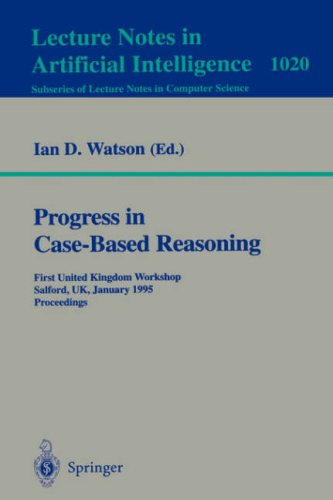 Lecture Notes in
Artificial Intelligence 1020
Subseries of Lecture Notes in Computer Science
Ian D. Watson (Ed.)
Progress in
Case-Based Reasoning
First United Kingdom Workshop
Salford, UK, January 1995
Proceedings
Springer